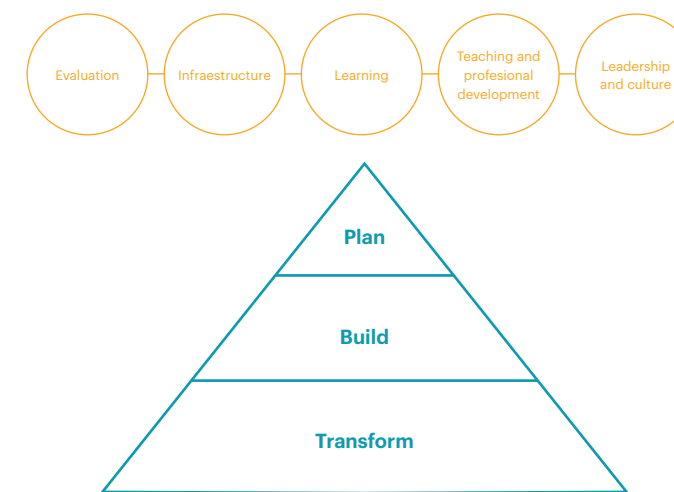 Evaluation
Infraestructure
Learning
Teaching and
profesional
development
Leadership
and culture
Plan
Build
Transform